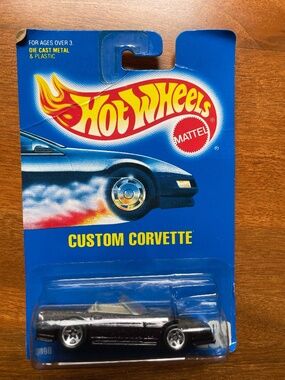 FOR AGES OVER 3
DIE CAST METAL
& PLASTIC
HOT WHEELS
MATTEL
®
CUSTOM CORVETTE